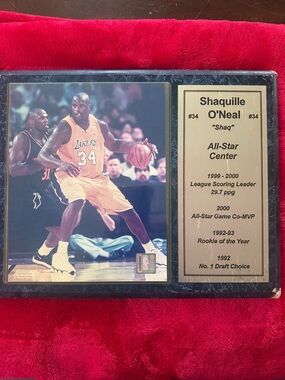 Shaquille
#34 O'Neal #34
"Shaq"
All-Star
Center
1999 - 2000
League Scoring Leader
29.7 ppg
2000
All-Star Game Co-MVP
1992-93
Rookie of the Year
1992
No. 1 Draft Choice
LAKERS
34